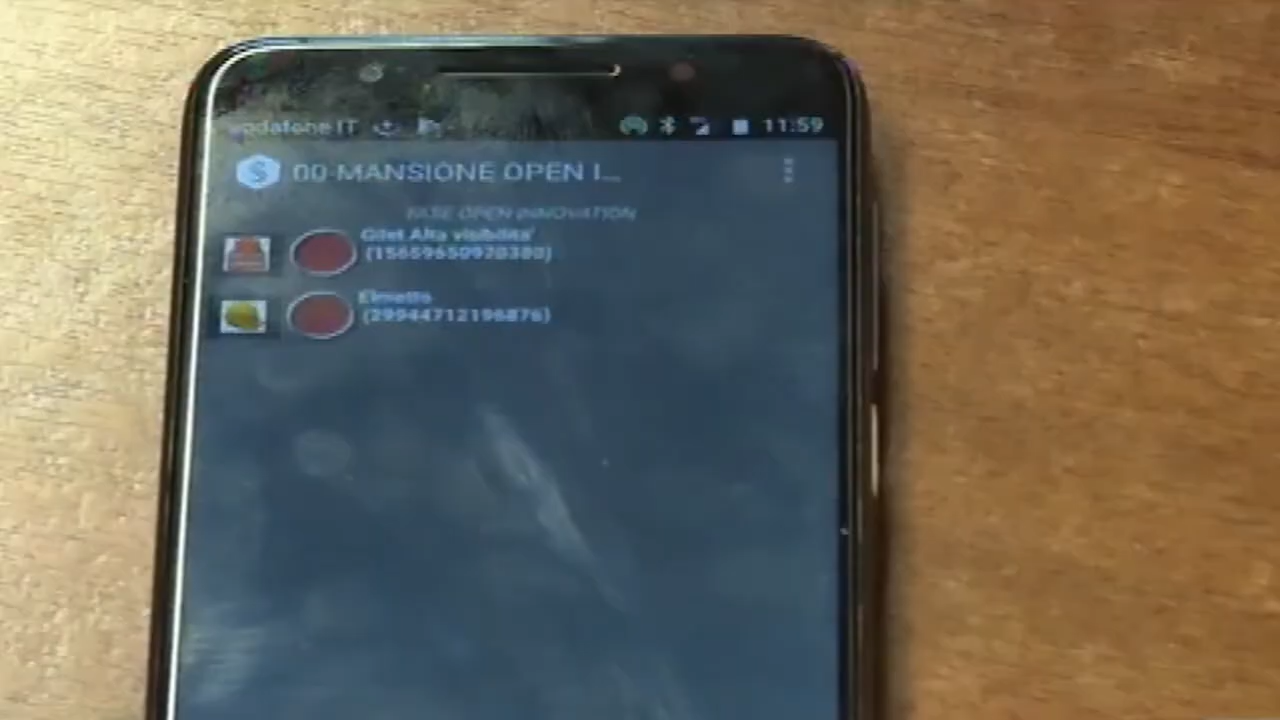 vodafone IT 11:59
00-MANSIONE OPEN I...
FASE OPEN INNOVATION
Gilet Alta visibilita'
(15659650970380)
Elmetto
(29944712196876)